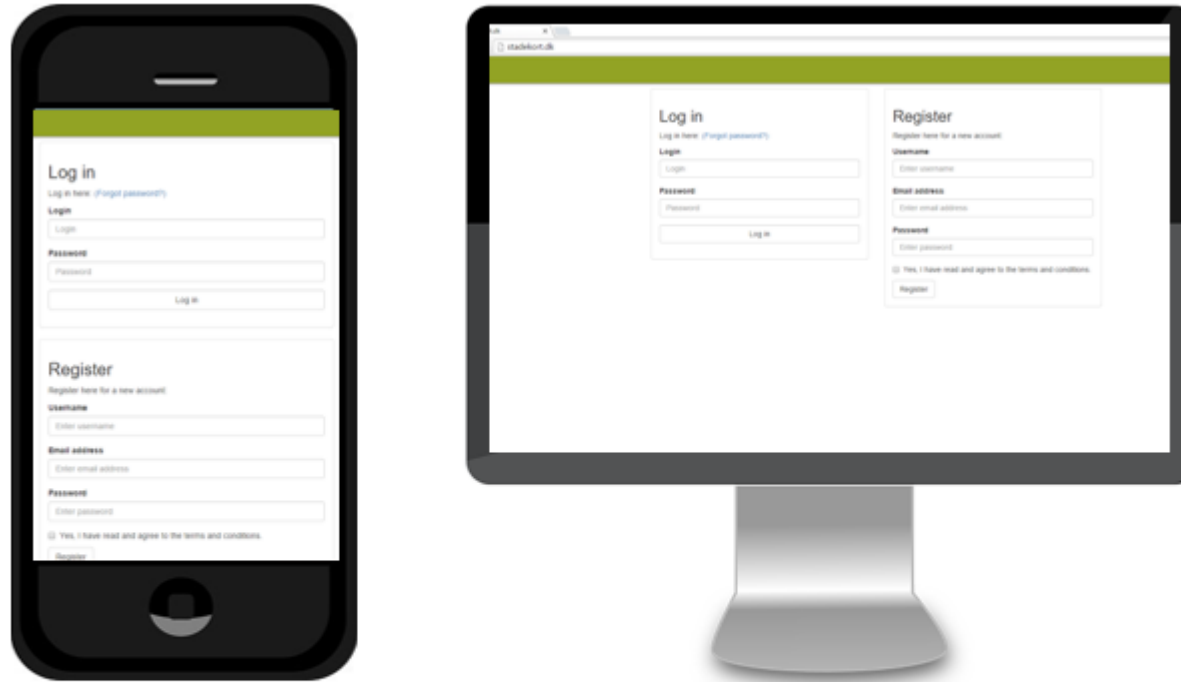 Log in
Log in here: (Forgot password?)
Login
Login
Password
Password
Log in
Register
Register here for a new account:
Username
Enter username
Email address
Enter email address
Password
Enter password
Yes, I have read and agree to the terms and conditions.
Register
stadekort.dk
Log in
Log in here: (Forgot password?)
Login
Login
Password
Password
Log in
Register
Register here for a new account:
Username
Enter username
Email address
Enter email address
Password
Enter password
Yes, I have read and agree to the terms and conditions.
Register